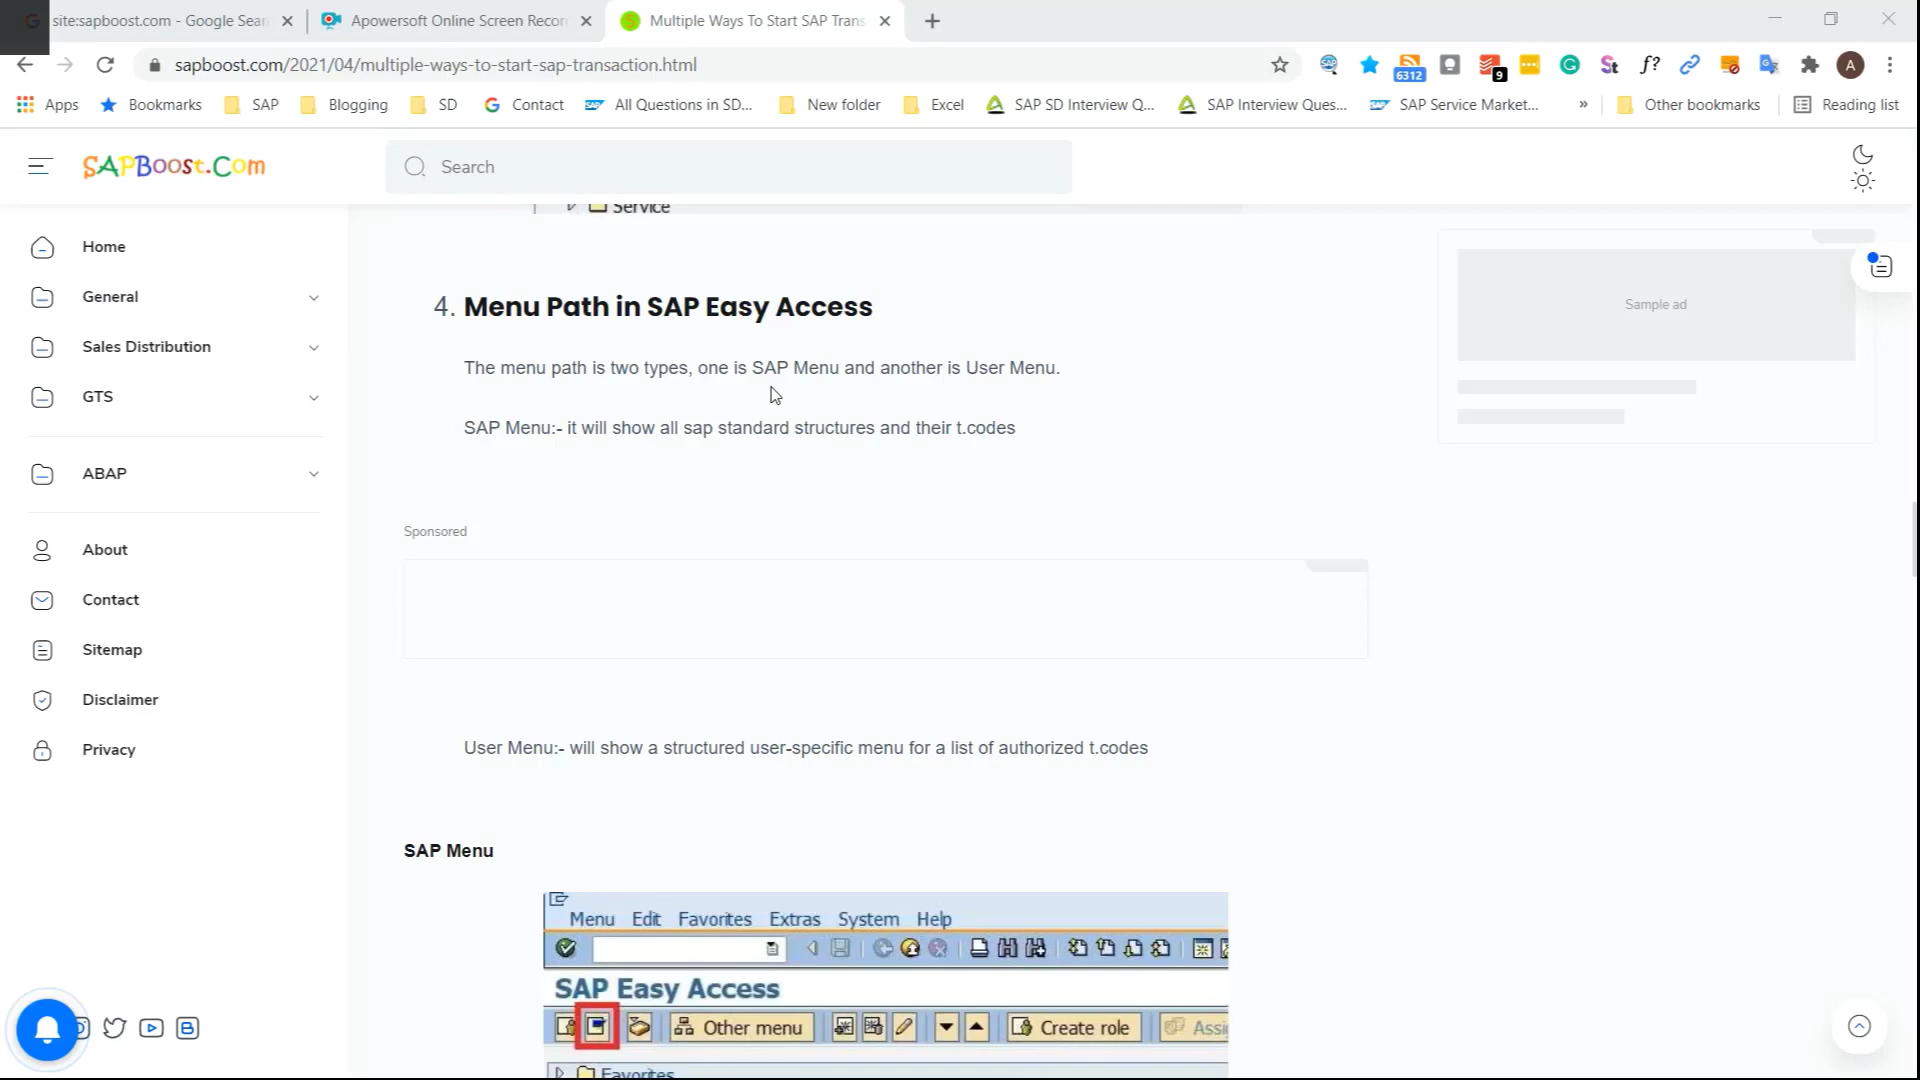 site:sapboost.com - Google Sear
Apowersoft Online Screen Recor
Multiple Ways To Start SAP Trans
sapboost.com/2021/04/multiple-ways-to-start-sap-transaction.html
6312
9
f?
A
Apps
Bookmarks
SAP
Blogging
SD
Contact
All Questions in SD...
New folder
Excel
SAP SD Interview Q...
SAP Interview Ques...
SAP Service Market...
»
Other bookmarks
Reading list
SAPBoost.Com
Search
Service
Home
General
Sales Distribution
GTS
ABAP
About
Contact
Sitemap
Disclaimer
Privacy
4. Menu Path in SAP Easy Access
The menu path is two types, one is SAP Menu and another is User Menu.
SAP Menu:- it will show all sap standard structures and their t.codes
Sample ad
Sponsored
User Menu:- will show a structured user-specific menu for a list of authorized t.codes
SAP Menu
Menu Edit Favorites Extras System Help
SAP Easy Access
Other menu
Create role
Assi
Favorites